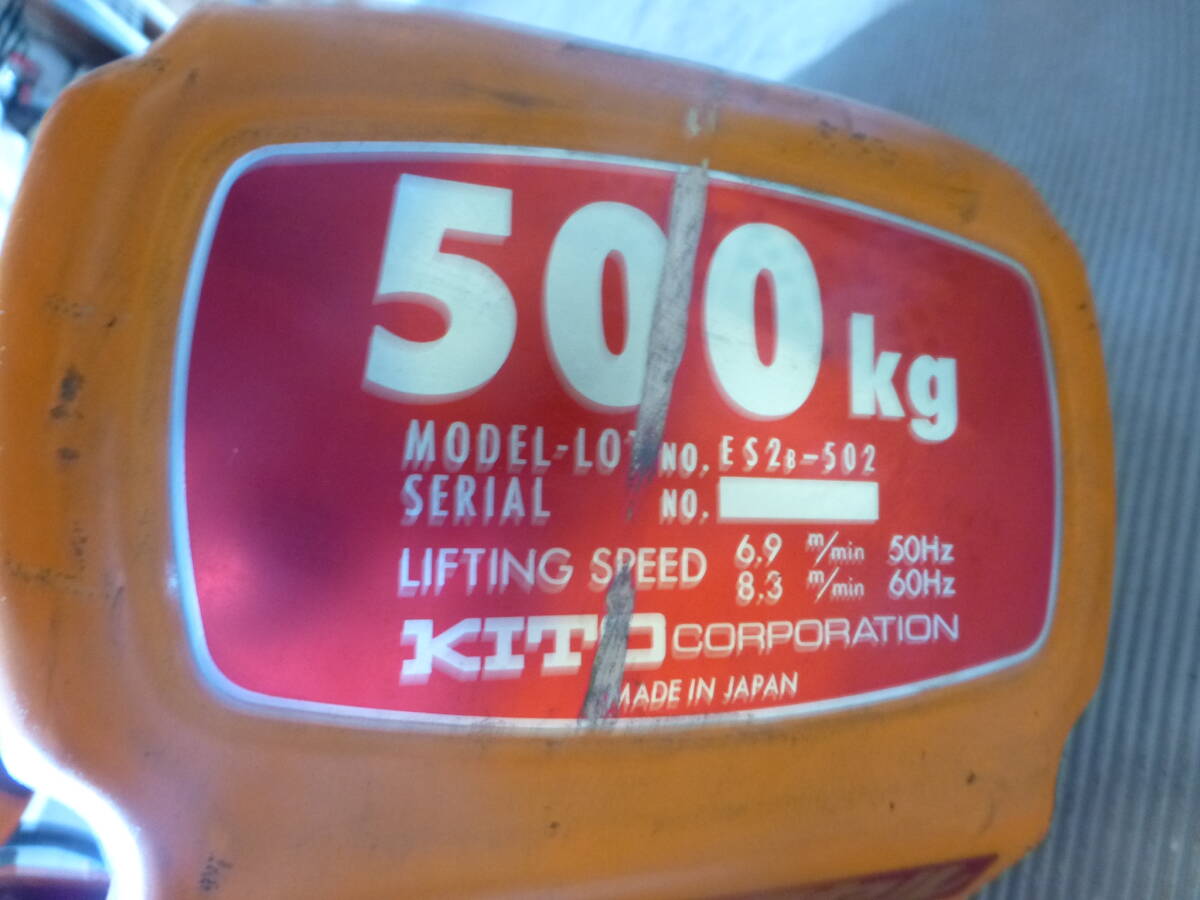 500kg
MODEL-LOT NO. ES2B-502
SERIAL NO.
LIFTING SPEED 6.9 m/min 50Hz
8.3 m/min 60Hz
KITO CORPORATION
MADE IN JAPAN